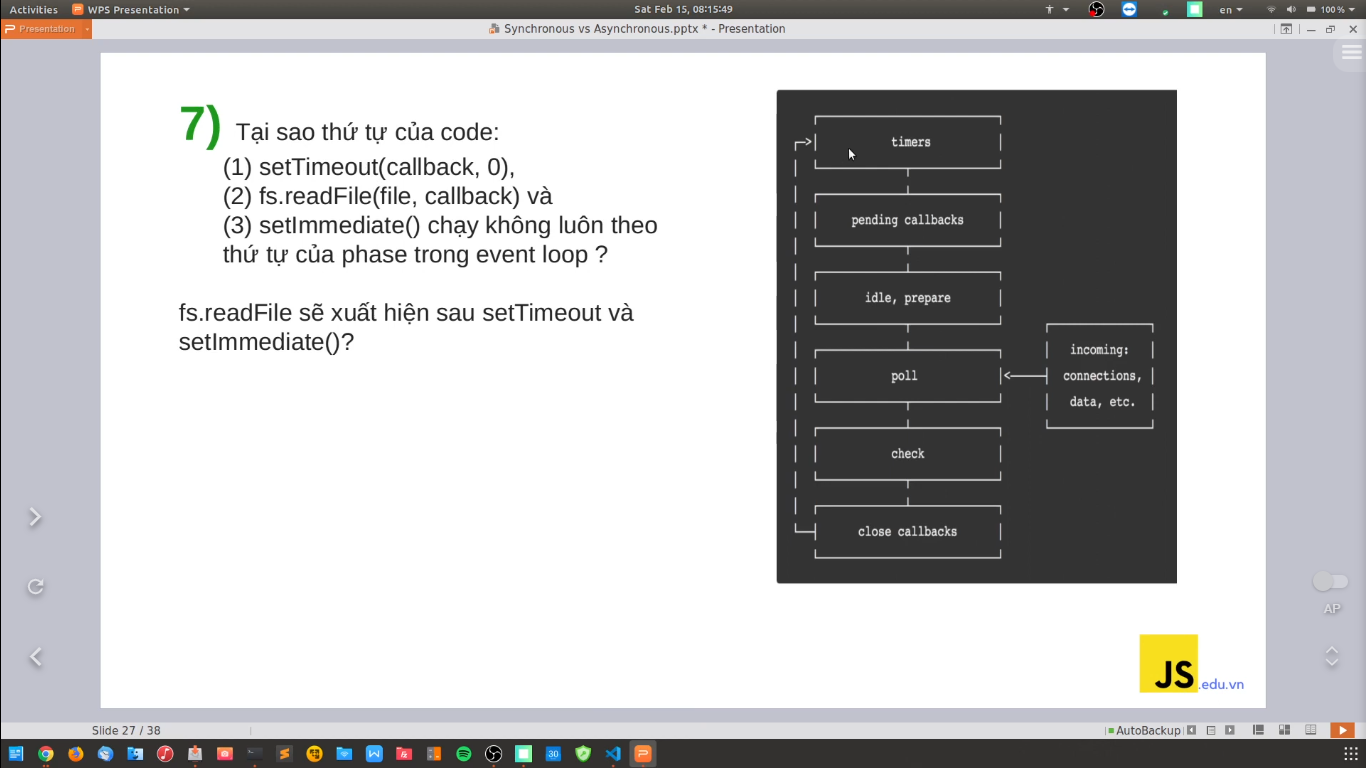 Activities
WPS Presentation
Sat Feb 15, 08:15:49
en
100 %
Presentation
Synchronous vs Asynchronous.pptx * - Presentation
7) Tại sao thứ tự của code:
(1) setTimeout(callback, 0),
(2) fs.readFile(file, callback) và
(3) setImmediate() chạy không luôn theo
thứ tự của phase trong event loop ?
fs.readFile sẽ xuất hiện sau setTimeout và
setImmediate()?
timers
pending callbacks
idle, prepare
poll
incoming:
connections,
data, etc.
check
close callbacks
AP
JS.edu.vn
Slide 27 / 38
AutoBackup
30